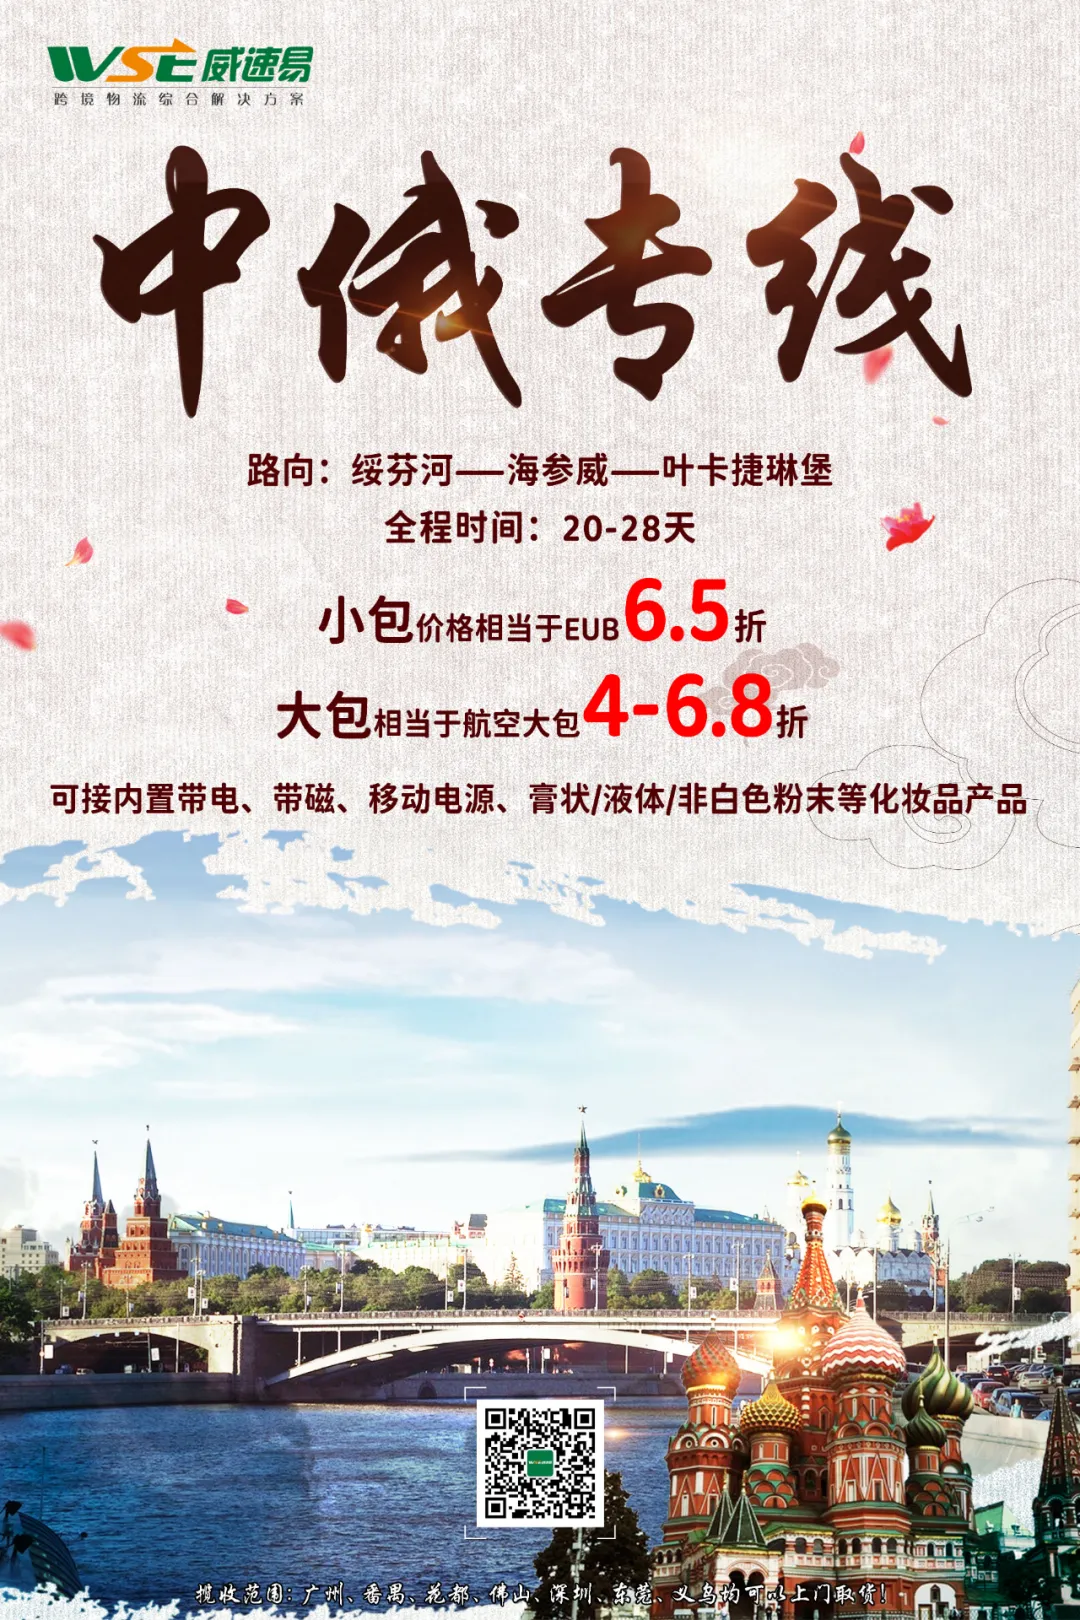 WSE威速易
跨境物流综合解决方案
中俄专线
路向：绥芬河——海参威——叶卡捷琳堡
全程时间：20-28天
小包价格相当于EUB6.5折
大包相当于航空大包4-6.8折
可接内置带电、带磁、移动电源、膏状/液体/非白色粉末等化妆品产品
揽收范围：广州、番禺、花都、佛山、深圳、东莞、义乌均可以上门取货！